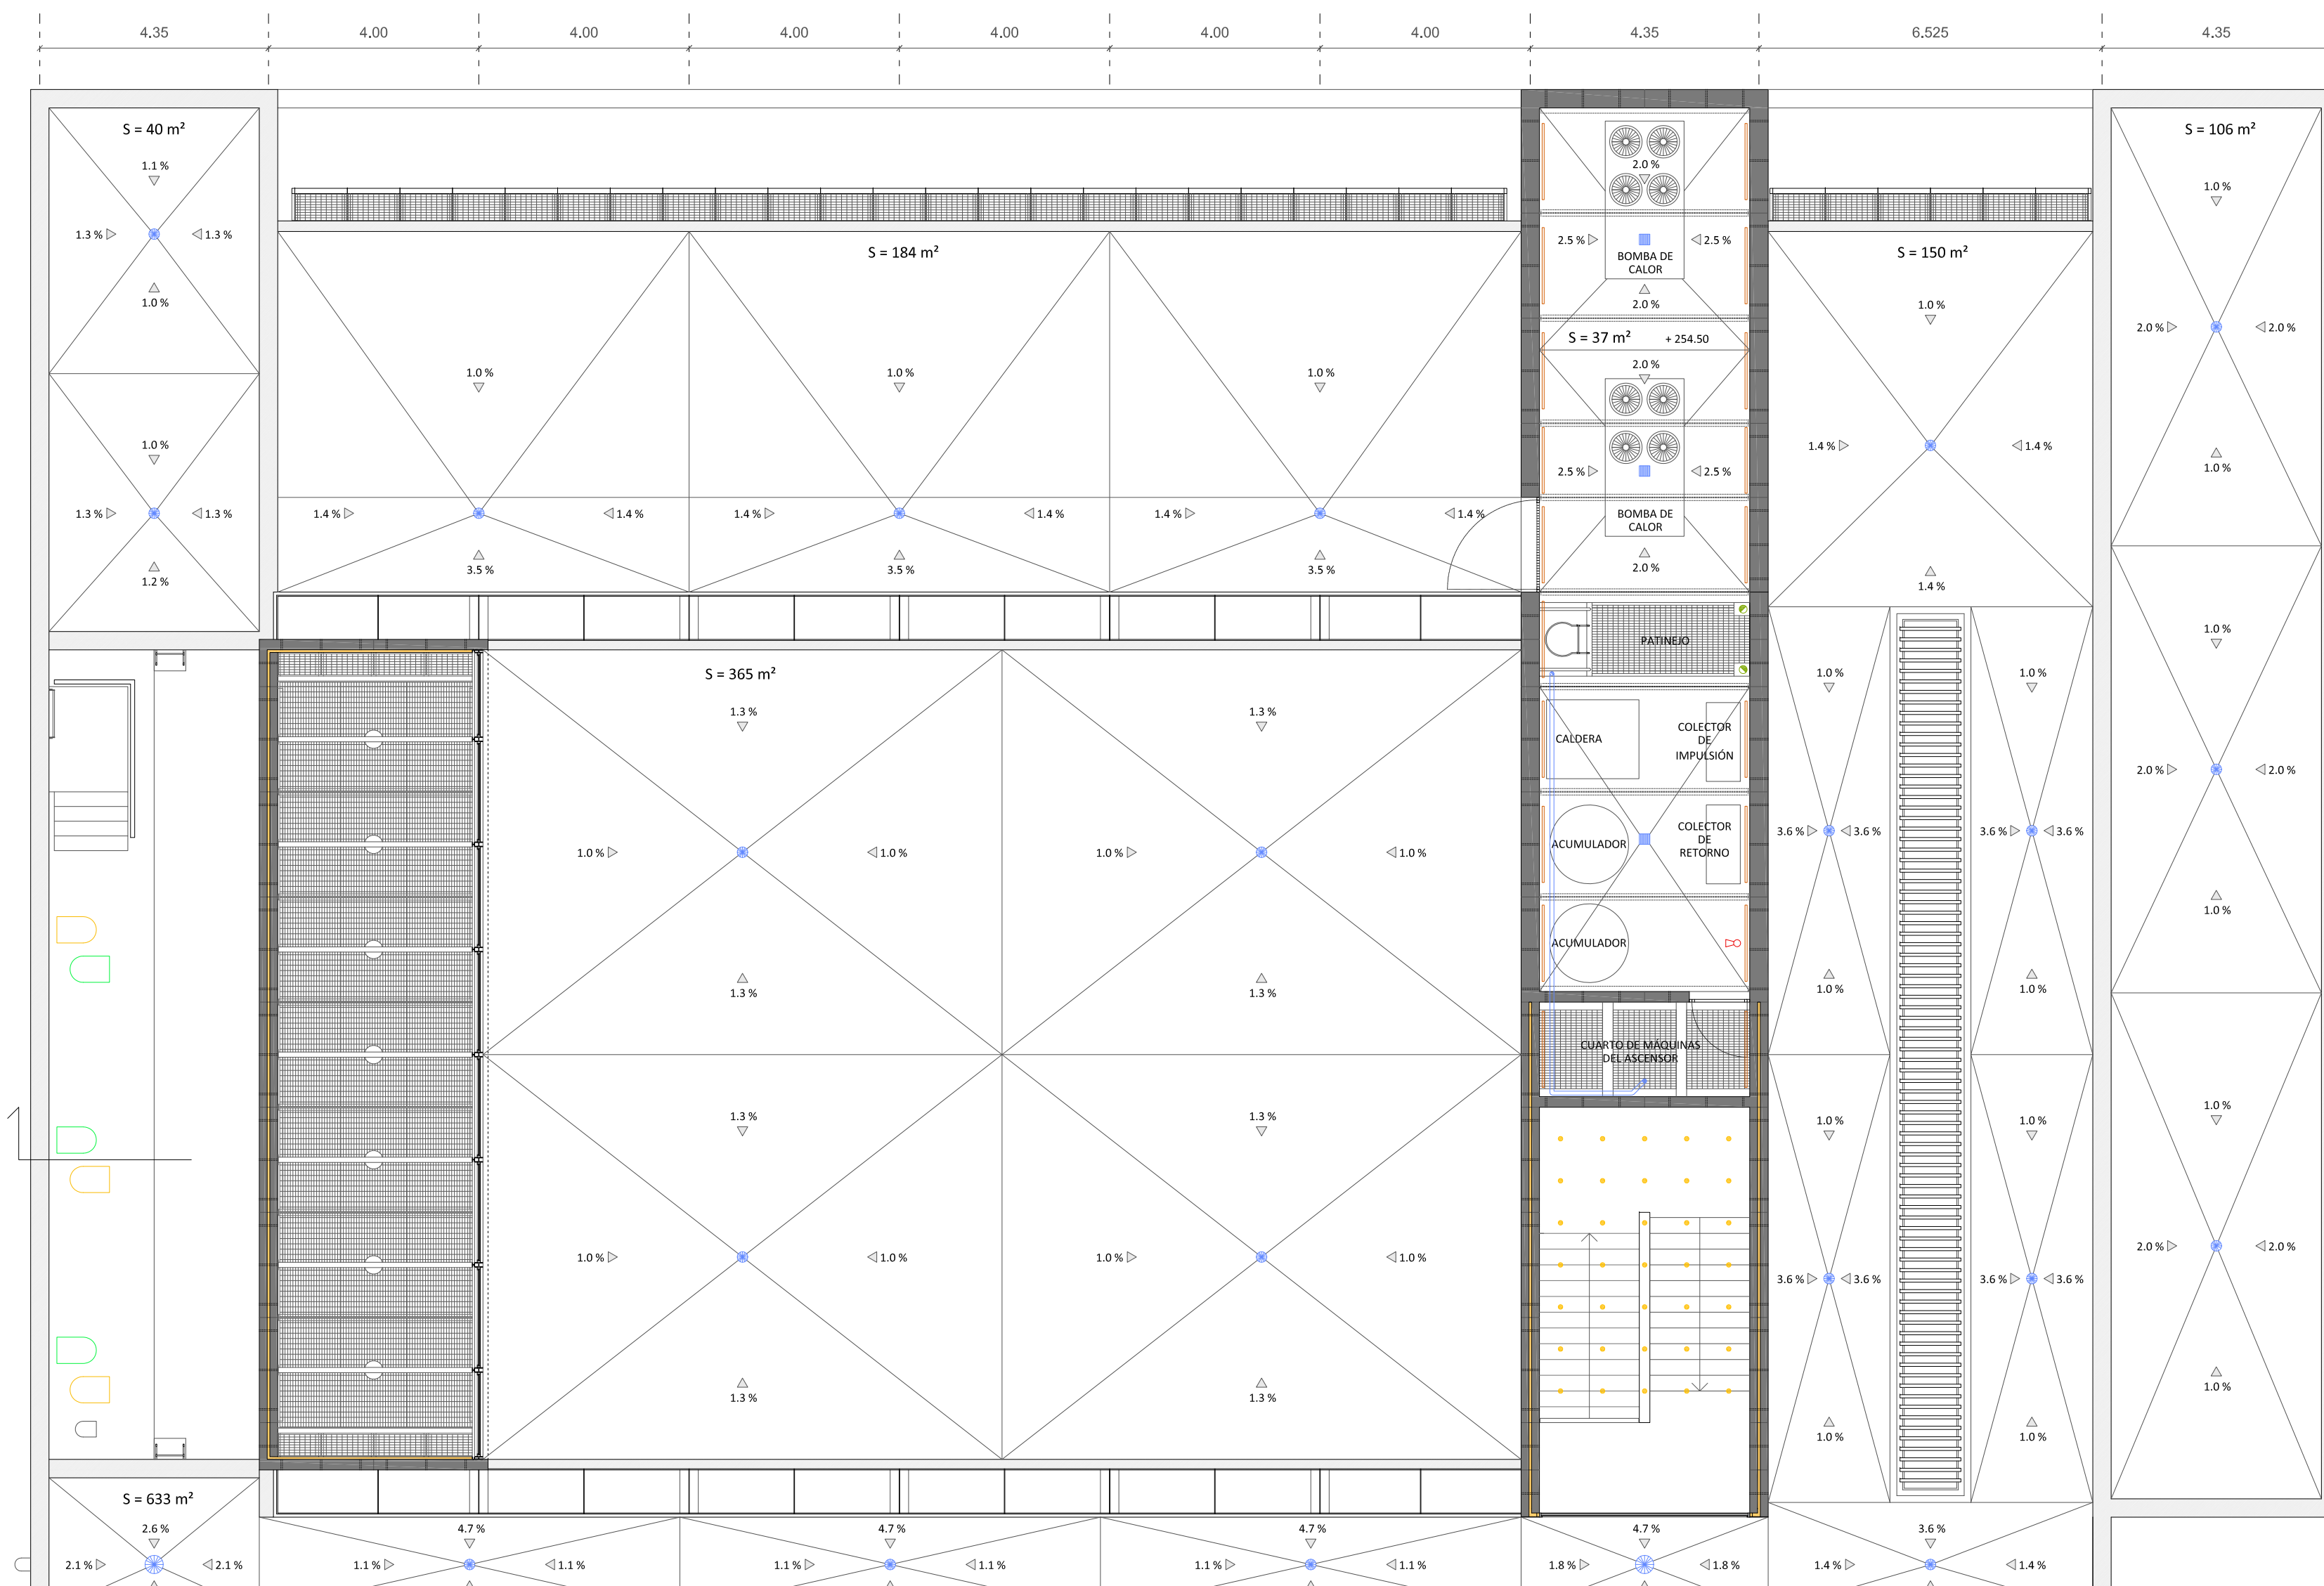 4.35 4.00 4.00 4.00 4.00 4.00 4.00 4.35 6.525 4.35
S = 40 m²
1.1 %
1.3 % 1.3 %
1.0 %
1.0 %
1.3 % 1.3 %
1.2 %
S = 184 m²
1.0 % 1.0 % 1.0 %
1.4 % 1.4 % 1.4 % 1.4 % 1.4 % 1.4 %
3.5 % 3.5 % 3.5 %
2.0 %
2.5 % 2.5 %
BOMBA DE
CALOR
2.0 %
S = 37 m² + 254.50
2.0 %
2.5 % 2.5 %
BOMBA DE
CALOR
2.0 %
PATINEJO
CALDERA
COLECTOR
DE
IMPULSIÓN
ACUMULADOR
COLECTOR
DE
RETORNO
ACUMULADOR
CUARTO DE MÁQUINAS
DEL ASCENSOR
S = 150 m²
1.0 %
1.4 % 1.4 %
1.4 %
1.0 % 1.0 %
3.6 % 3.6 % 3.6 % 3.6 %
1.0 % 1.0 %
1.0 % 1.0 %
3.6 % 3.6 % 3.6 % 3.6 %
1.0 % 1.0 %
S = 106 m²
1.0 %
2.0 % 2.0 %
1.0 %
1.0 %
2.0 % 2.0 %
1.0 %
1.0 %
2.0 % 2.0 %
1.0 %
S = 365 m²
1.3 % 1.3 %
1.0 % 1.0 % 1.0 % 1.0 %
1.3 % 1.3 %
1.3 % 1.3 %
1.0 % 1.0 % 1.0 % 1.0 %
1.3 % 1.3 %
S = 633 m²
2.6 % 4.7 % 4.7 % 4.7 % 4.7 % 3.6 %
2.1 % 2.1 % 1.1 % 1.1 % 1.1 % 1.1 % 1.1 % 1.1 % 1.8 % 1.8 % 1.4 % 1.4 %